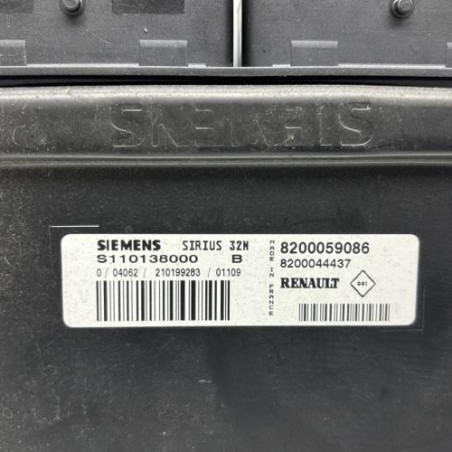 SIEMENS
SIEMENS SIRIUS 32N
S110138000 B
0 / 04062 / 210199283 / 01109
MADE IN FRANCE
8200059086
8200044437
RENAULT